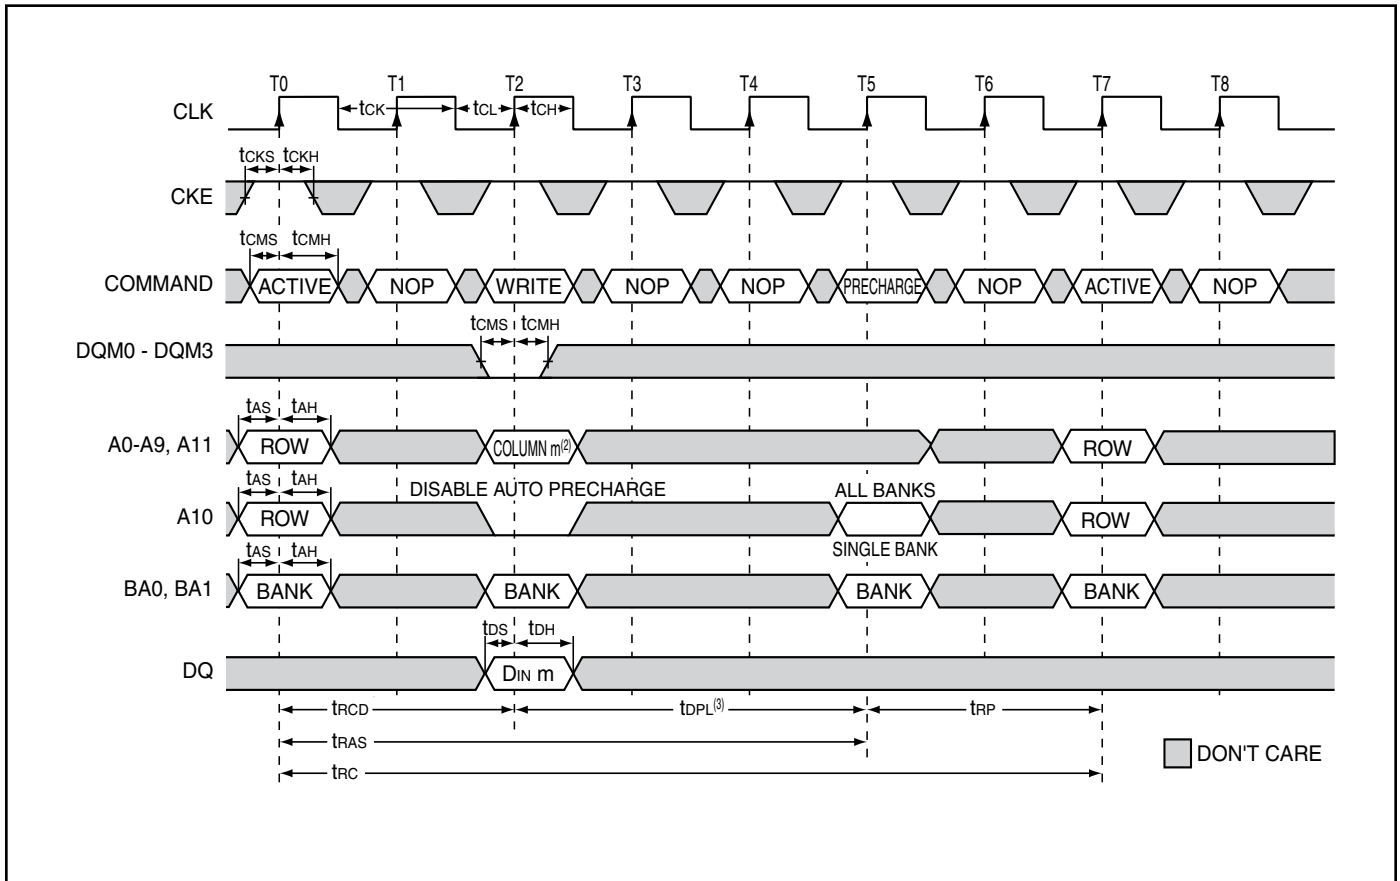 T0 T1 T2 T3 T4 T5 T6 T7 T8
CLK tCK tCL tCH
tCKS tCKH
CKE
tCMS tCMH
COMMAND ACTIVE NOP WRITE NOP NOP PRECHARGE NOP ACTIVE NOP
tCMS tCMH
DQM0 - DQM3
tAS tAH
A0-A9, A11 ROW COLUMN m(2) ROW
tAS tAH DISABLE AUTO PRECHARGE ALL BANKS
A10 ROW ROW
tAS tAH SINGLE BANK
BA0, BA1 BANK BANK BANK BANK
tDS tDH
DQ DIN m
tRCD tDPL(3) tRP
tRAS
tRC
DON'T CARE